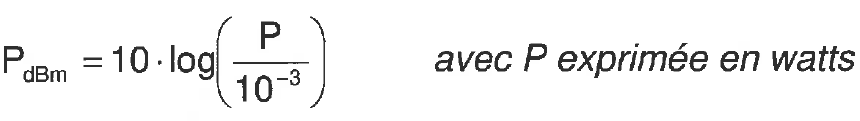 P_dBm = 10 · log(P / 10⁻³) avec P exprimée en watts